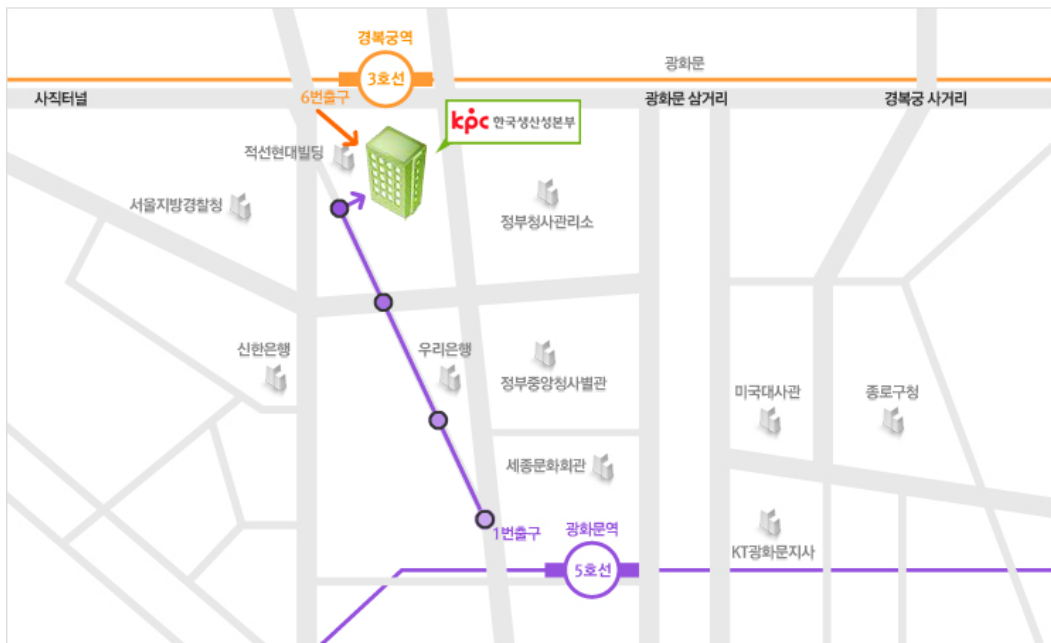 경복궁역
3호선
광화문
사직터널
6번출구
광화문 삼거리
경복궁 사거리
kpc 한국생산성본부
적선현대빌딩
서울지방경찰청
정부청사관리소
신한은행
우리은행
정부중앙청사별관
미국대사관
종로구청
세종문화회관
1번출구
광화문역
KT광화문지사
5호선